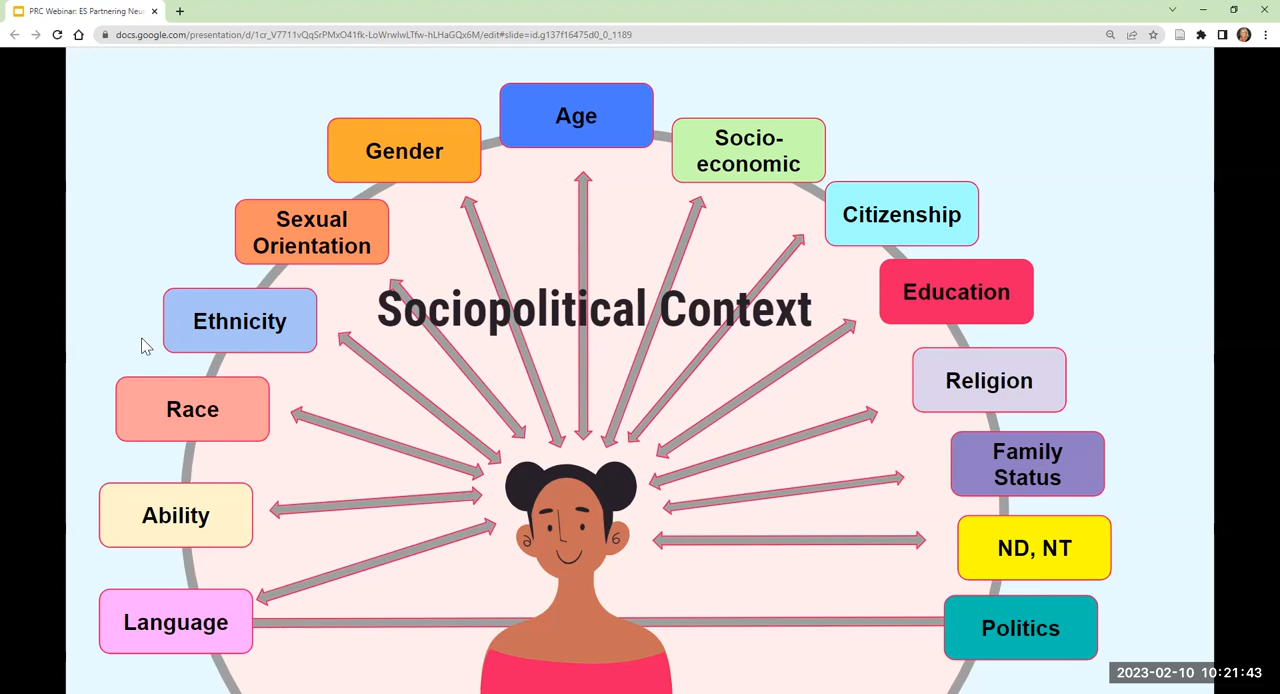 PRC Webinar: ES Partnering Neu
docs.google.com/presentation/d/1cr_V7711vQqSrPMxO41fk-LoWrwlwLTfw-hLHaGQx6M/edit#slide=id.g137f16475d0_0_1189
Age
Gender
Socio-
economic
Sexual
Orientation
Citizenship
Education
Sociopolitical Context
Ethnicity
Religion
Race
Family
Status
Ability
ND, NT
Language
Politics
2023-02-10 10:21:43